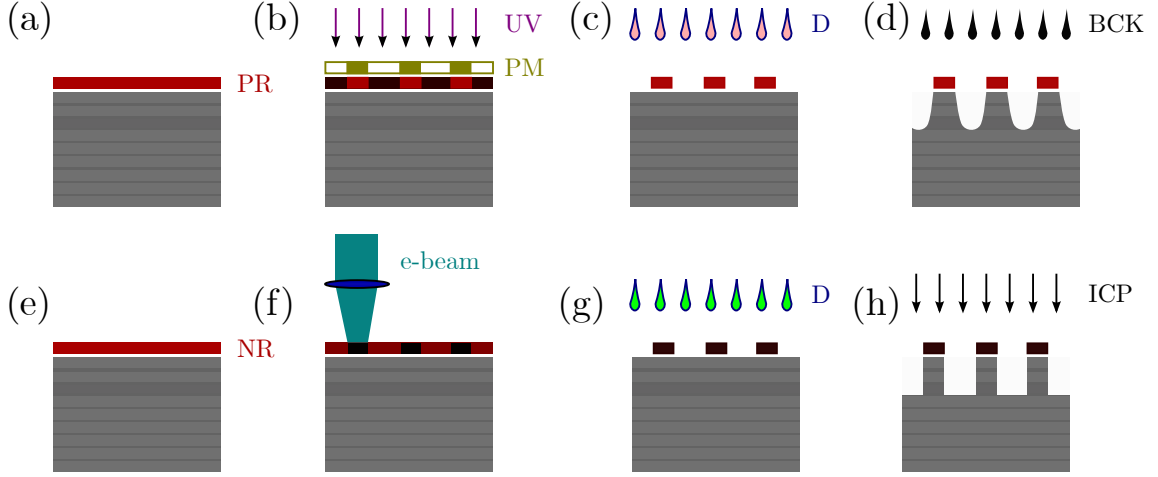 (a)
PR
(b)
UV
PM
(c)
D
(d)
BCK
(e)
NR
(f)
e-beam
(g)
D
(h)
ICP